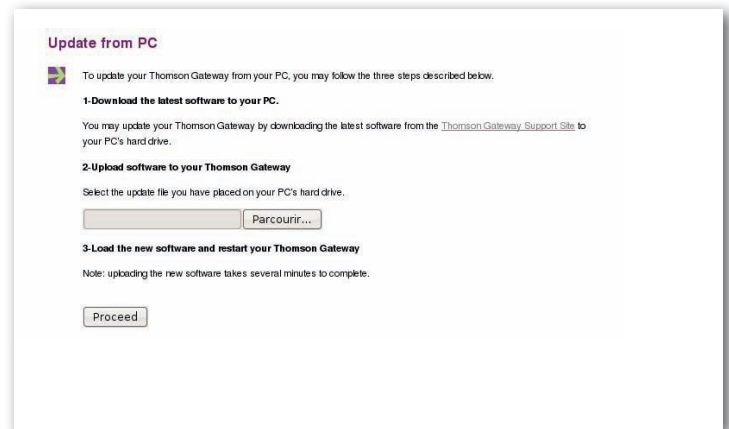 Update from PC
To update your Thomson Gateway from your PC, you may follow the three steps described below.
1-Download the latest software to your PC.
You may update your Thomson Gateway by downloading the latest software from the Thomson Gateway Support Site to
your PC's hard drive.
2-Upload software to your Thomson Gateway
Select the update file you have placed on your PC's hard drive.
Parcourir...
3-Load the new software and restart your Thomson Gateway
Note: uploading the new software takes several minutes to complete.
Proceed